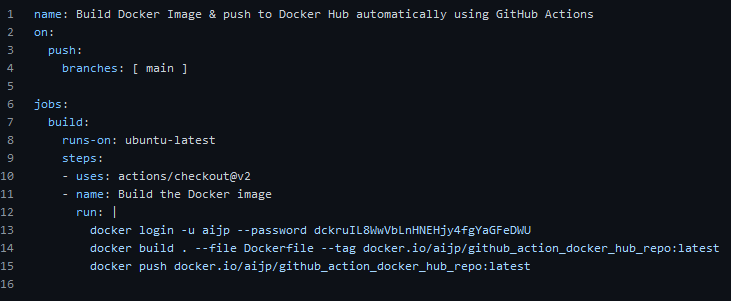 1 name: Build Docker Image & push to Docker Hub automatically using GitHub Actions
2 on:
3   push:
4     branches: [ main ]
5
6 jobs:
7   build:
8     runs-on: ubuntu-latest
9     steps:
10     - uses: actions/checkout@v2
11     - name: Build the Docker image
12       run: |
13         docker login -u aijp --password dckruIL8WwVbLnHNEHjy4fgYaGFeDWU
14         docker build . --file Dockerfile --tag docker.io/aijp/github_action_docker_hub_repo:latest
15         docker push docker.io/aijp/github_action_docker_hub_repo:latest
16